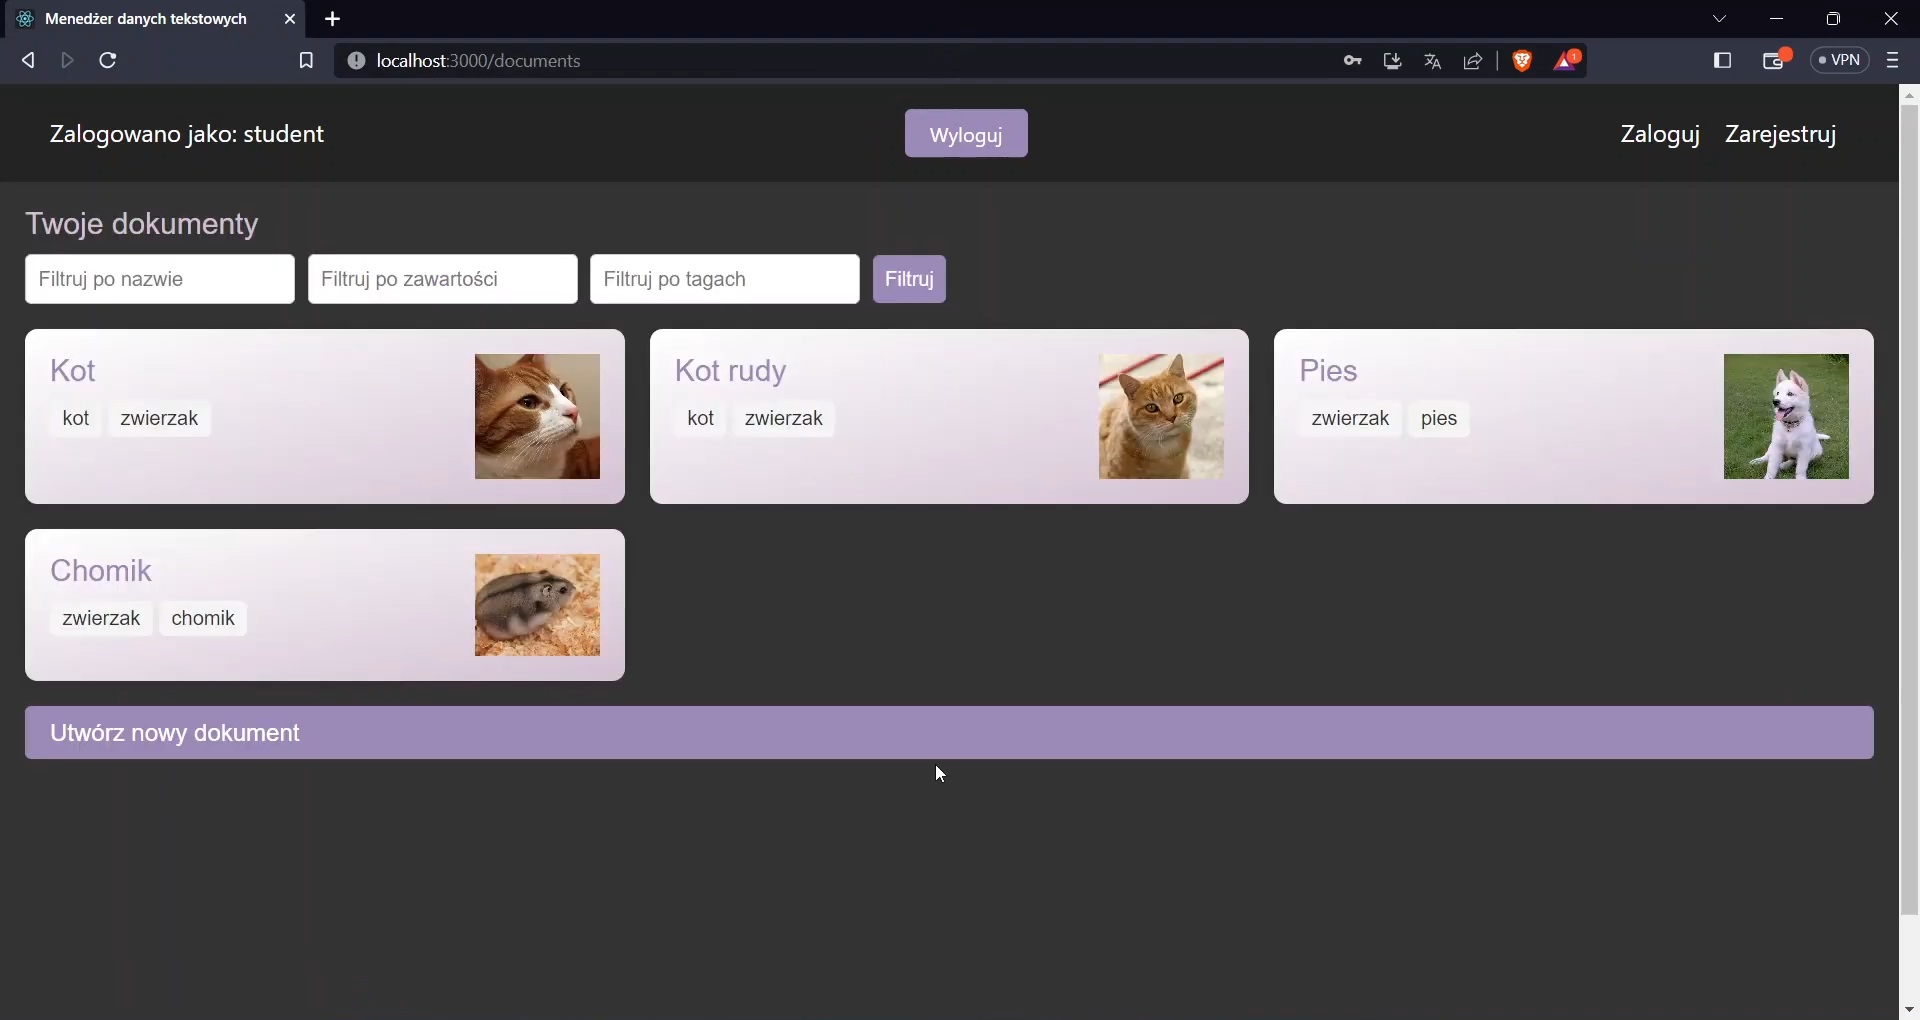 Menedżer danych tekstowych
localhost:3000/documents
1
VPN
Zalogowano jako: student
Wyloguj
Zaloguj Zarejestruj
Twoje dokumenty
Filtruj po nazwie Filtruj po zawartości Filtruj po tagach Filtruj
Kot
kot zwierzak
Kot rudy
kot zwierzak
Pies
zwierzak pies
Chomik
zwierzak chomik
Utwórz nowy dokument